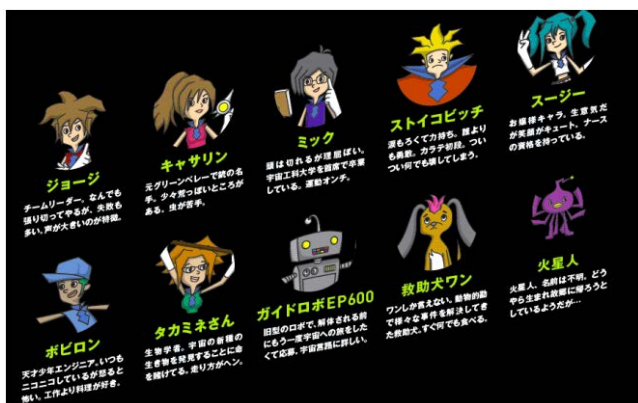 ジョージ
チームリーダー。なんでも
張り切ってやるが、失敗も
多い。声が大きいのが特徴。
キャサリン
元グリーンベレーで銃の名
手。少々荒っぽいところが
ある。虫が苦手。
ミック
頭は切れるが理屈っぽい。
宇宙工科大学を首席で卒業
している。運動オンチ。
ストイコビッチ
涙もろくて力持ち。誰より
も勇敢。カラテ初段。つい
つい何でも壊してしまう。
スージー
お嬢様キャラ。生意気だ
が笑顔がキュート。ナース
の資格を持っている。
ボビロン
天才少年エンジニア。いつも
ニコニコしているが怒ると
怖い。工作より料理が好き。
タカミネさん
生物学者。宇宙の新種の
生き物を発見することに命
を賭けてる。走り方がヘン。
ガイドロボEP600
旧型のロボで、解体される前
にもう一度宇宙への旅をした
くて応募。宇宙言語に詳しい。
救助犬ワン
ワンしか言えない。動物的勘
で様々な事件を解決してき
た救助犬。すぐ何でも食べる。
火星人
火星人、名前は不明。どう
やら生まれ故郷に帰ろうと
しているようだが…